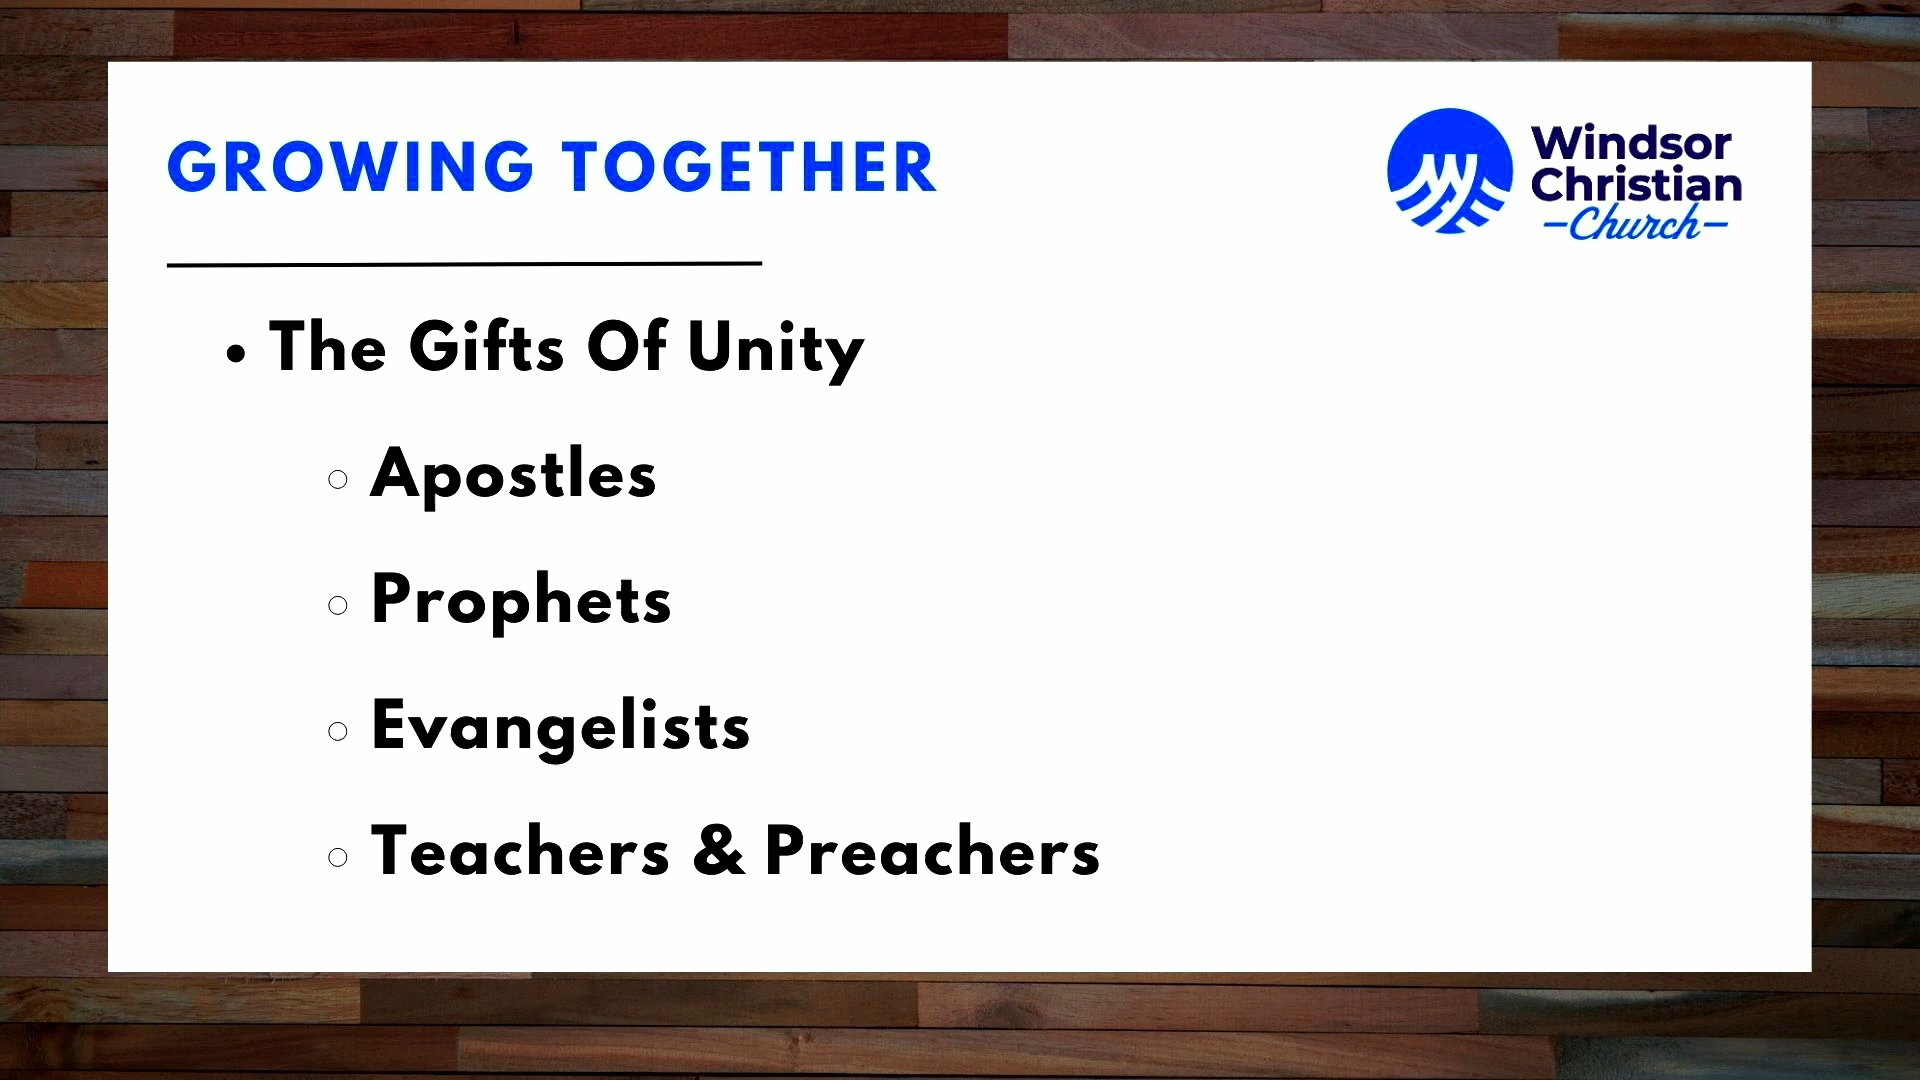 GROWING TOGETHER
Windsor
Christian
-Church-
• The Gifts Of Unity
○ Apostles
○ Prophets
○ Evangelists
○ Teachers & Preachers